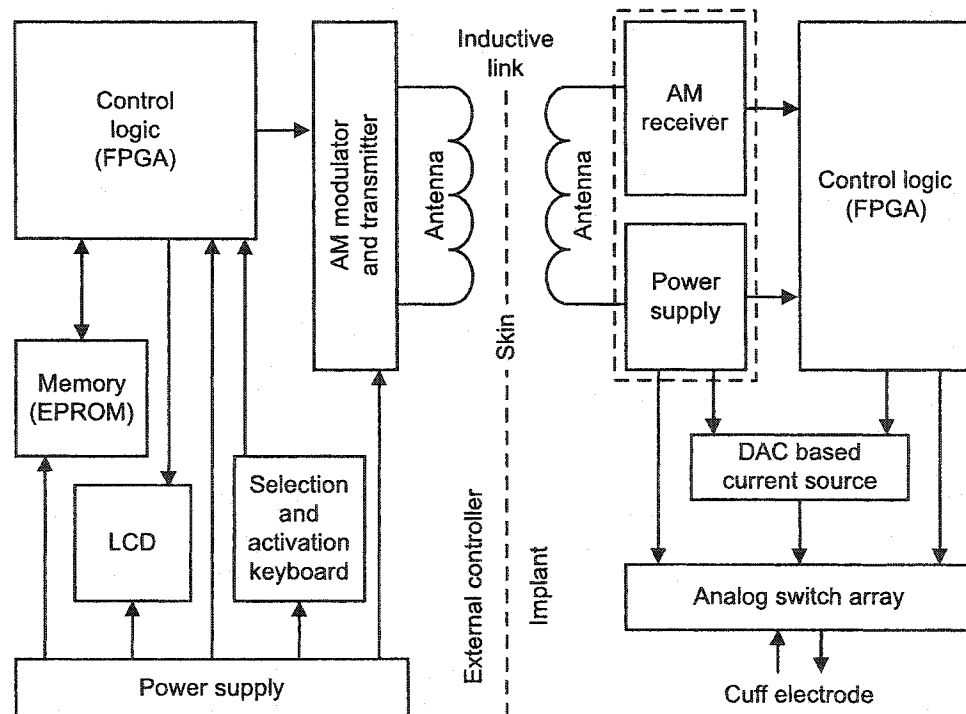 Control
logic
(FPGA)
AM modulator
and transmitter
Antenna
Inductive
link
Antenna
AM
receiver
Control logic
(FPGA)
Power
supply
Skin
Memory
(EPROM)
LCD
Selection
and
activation
keyboard
External controller
Implant
DAC based
current source
Analog switch array
Power supply
Cuff electrode